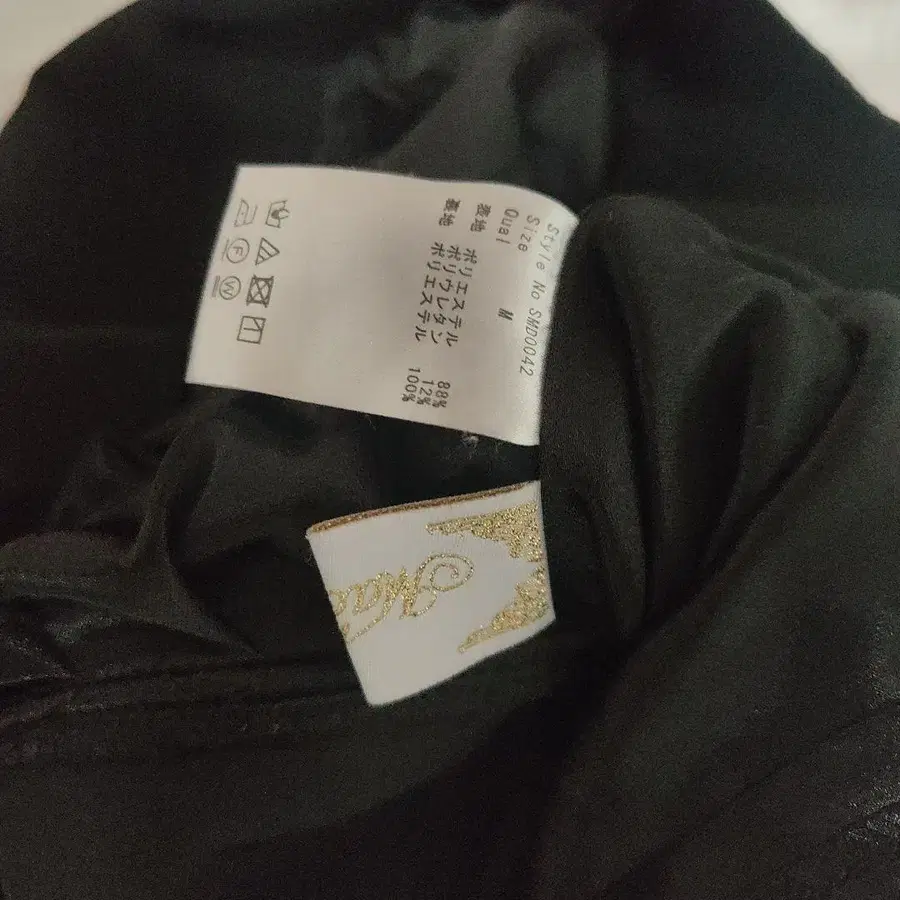 Style No SMD0042
Size M
Qual
表地 ポリエステル 88%
ポリウレタン 12%
裏地 ポリエステル 100%
F
W